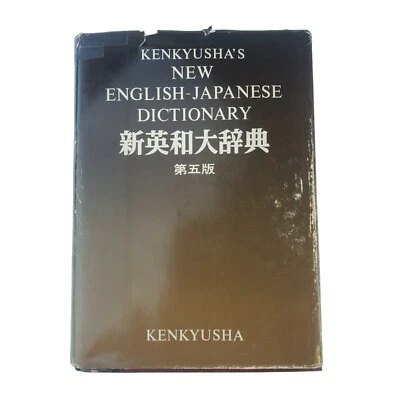 KENKYUSHA'S
NEW
ENGLISH-JAPANESE
DICTIONARY
新英和大辞典
第五版
KENKYUSHA